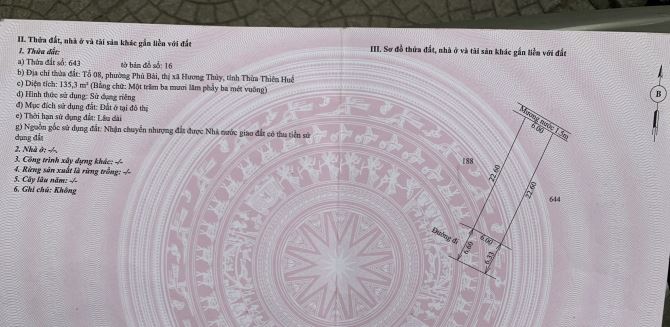 II. Thửa đất, nhà ở và tài sản khác gắn liền với đất
1. Thửa đất:
a) Thửa đất số: 643 tờ bản đồ số: 16
b) Địa chỉ thửa đất: Tổ 08, phường Phú Bài, thị xã Hương Thủy, tỉnh Thừa Thiên Huế
c) Diện tích: 135,3 m² (Bằng chữ: Một trăm ba mươi lăm phẩy ba mét vuông)
d) Hình thức sử dụng: Sử dụng riêng
đ) Mục đích sử dụng đất: Đất ở tại đô thị
e) Thời hạn sử dụng đất: Lâu dài
g) Nguồn gốc sử dụng đất: Nhận chuyển nhượng đất được Nhà nước giao đất có thu tiền sử
dụng đất
2. Nhà ở: -/-
3. Công trình xây dựng khác: -/-
4. Rừng sản xuất là rừng trồng: -/-
5. Cây lâu năm: -/-
6. Ghi chú: Không
III. Sơ đồ thửa đất, nhà ở và tài sản khác gắn liền với đất
B
Mương nước 1.5m
6.00
188
22.60
22.60
644
Đường đi
6.00
6.60
6.33